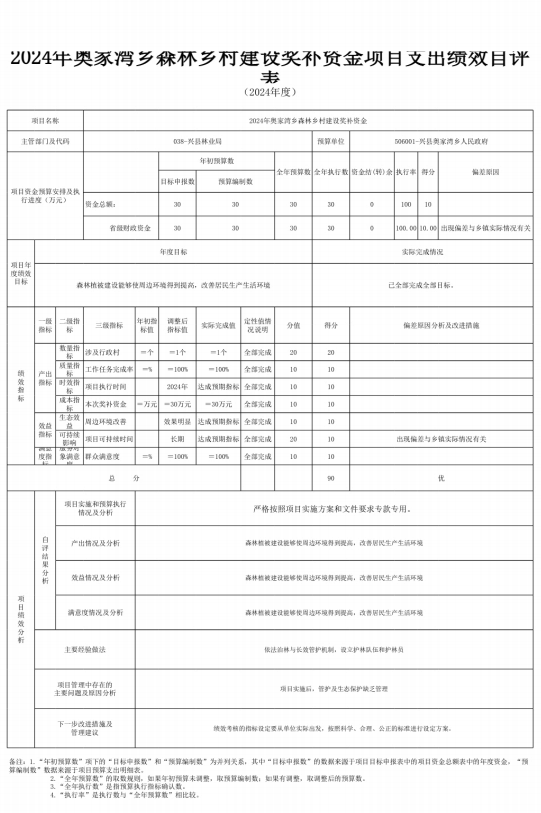 2024年奥家湾乡森林乡村建设奖补资金项目支出绩效自评
表
（2024年度）
项目名称 2024年奥家湾乡森林乡村建设奖补资金
主管部门及代码 038-兴县林业局 预算单位 506001-兴县奥家湾乡人民政府
项目资金预算安排及执行进度（万元） 年初预算数 全年预算数 全年执行数 资金结(转)余 执行率 得分 偏差原因
目标申报数 预算编制数
资金总额： 30 30 30 30 0 100 10
省级财政资金 30 30 30 30 0 100.00 10.00 出现偏差与乡镇实际情况有关
项目年度绩效目标 年度目标 实际完成情况
森林植被建设能够使周边环境得到提高，改善居民生产生活环境 已全部完成全部目标。
绩效指标 一级指标 二级指标 三级指标 年初指标值 调整后指标值 实际完成值 定性值情况说明 分值 得分 偏差原因分析及改进措施
产出指标 数量指标 涉及行政村 ＝个 ＝1个 ＝1个 全部完成 20 20
质量指标 工作任务完成率 ＝% ＝100% ＝100% 全部完成 10 10
时效指标 项目执行时间 2024年 达成预期指标 全部完成 10 10
成本指标 本次奖补资金 ＝万元 ＝30万元 ＝30万元 全部完成 10 10
效益指标 生态效益 周边环境改善 效果明显 达成预期指标 全部完成 10 10
可持续影响 项目可持续时间 长期 达成预期指标 全部完成 20 10 出现偏差与乡镇实际情况有关
满意度指标 服务对象满意度 群众满意度 ＝% ＝100% ＝100% 全部完成 10 10
总 分 90 优
项目绩效分析 自评结果分析 项目实施和预算执行情况及分析 严格按照项目实施方案和文件要求专款专用。
产出情况及分析 森林植被建设能够使周边环境得到提高，改善居民生产生活环境
效益情况及分析 森林植被建设能够使周边环境得到提高，改善居民生产生活环境
满意度情况及分析 森林植被建设能够使周边环境得到提高，改善居民生产生活环境
主要经验做法 依法治林与长效管护机制，设立护林队伍和护林员
项目管理中存在的主要问题及原因分析 项目实施后，管护及生态保护缺乏管理
下一步改进措施及管理建议 绩效考核的指标设定要从单位实际出发，按照科学、合理、公正的标准进行设定方案。
备注：1.“年初预算数”项下的“目标申报数”和“预算编制数”为并列关系，其中“目标申报数”的数据来源于项目目标申报表中的项目资金总额表中的年度资金，“预
算编制数”数据来源于项目预算支出明细表。
2.“全年预算数”的取数规则，如果年初预算未调整，取预算编制数；如果有调整，取调整后的预算数。
3.“全年执行数”是指预算执行指标确认数。
4.“执行率”是执行数与“全年预算数”相比较。